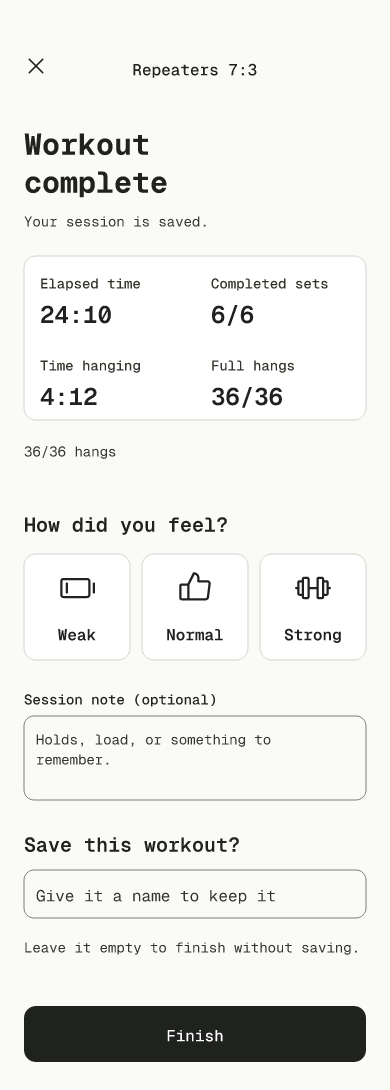 Repeaters 7:3
Workout
complete
Your session is saved.
Elapsed time
Completed sets
24:10
6/6
Time hanging
Full hangs
4:12
36/36
36/36 hangs
How did you feel?
Weak
Normal
Strong
Session note (optional)
Holds, load, or something to
remember.
Save this workout?
Give it a name to keep it
Leave it empty to finish without saving.
Finish